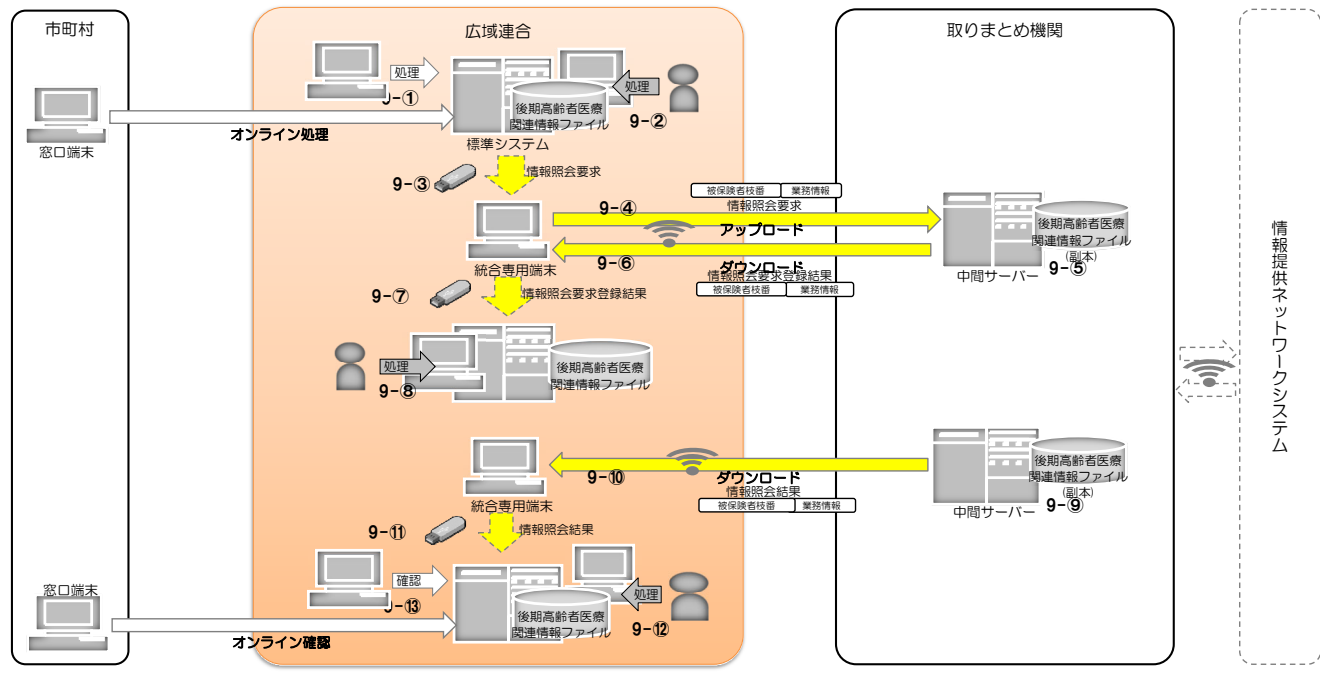 市町村
広域連合
取りまとめ機関
処理
9-①
処理
9-②
後期高齢者医療
関連情報ファイル
標準システム
窓口端末
オンライン処理
9-③
情報照会要求
被保険者枝番
業務情報
情報照会要求
9-④
アップロード
後期高齢者医療
関連情報ファイル
(副本)
9-⑤
中間サーバー
9-⑥
ダウンロード
情報照会要求登録結果
被保険者枝番
業務情報
統合専用端末
9-⑦
情報照会要求登録結果
処理
9-⑧
後期高齢者医療
関連情報ファイル
情報提供ネットワークシステム
後期高齢者医療
関連情報ファイル
(副本)
9-⑨
中間サーバー
9-⑩
ダウンロード
情報照会結果
被保険者枝番
業務情報
統合専用端末
9-⑪
情報照会結果
確認
9-⑬
処理
9-⑫
後期高齢者医療
関連情報ファイル
窓口端末
オンライン確認